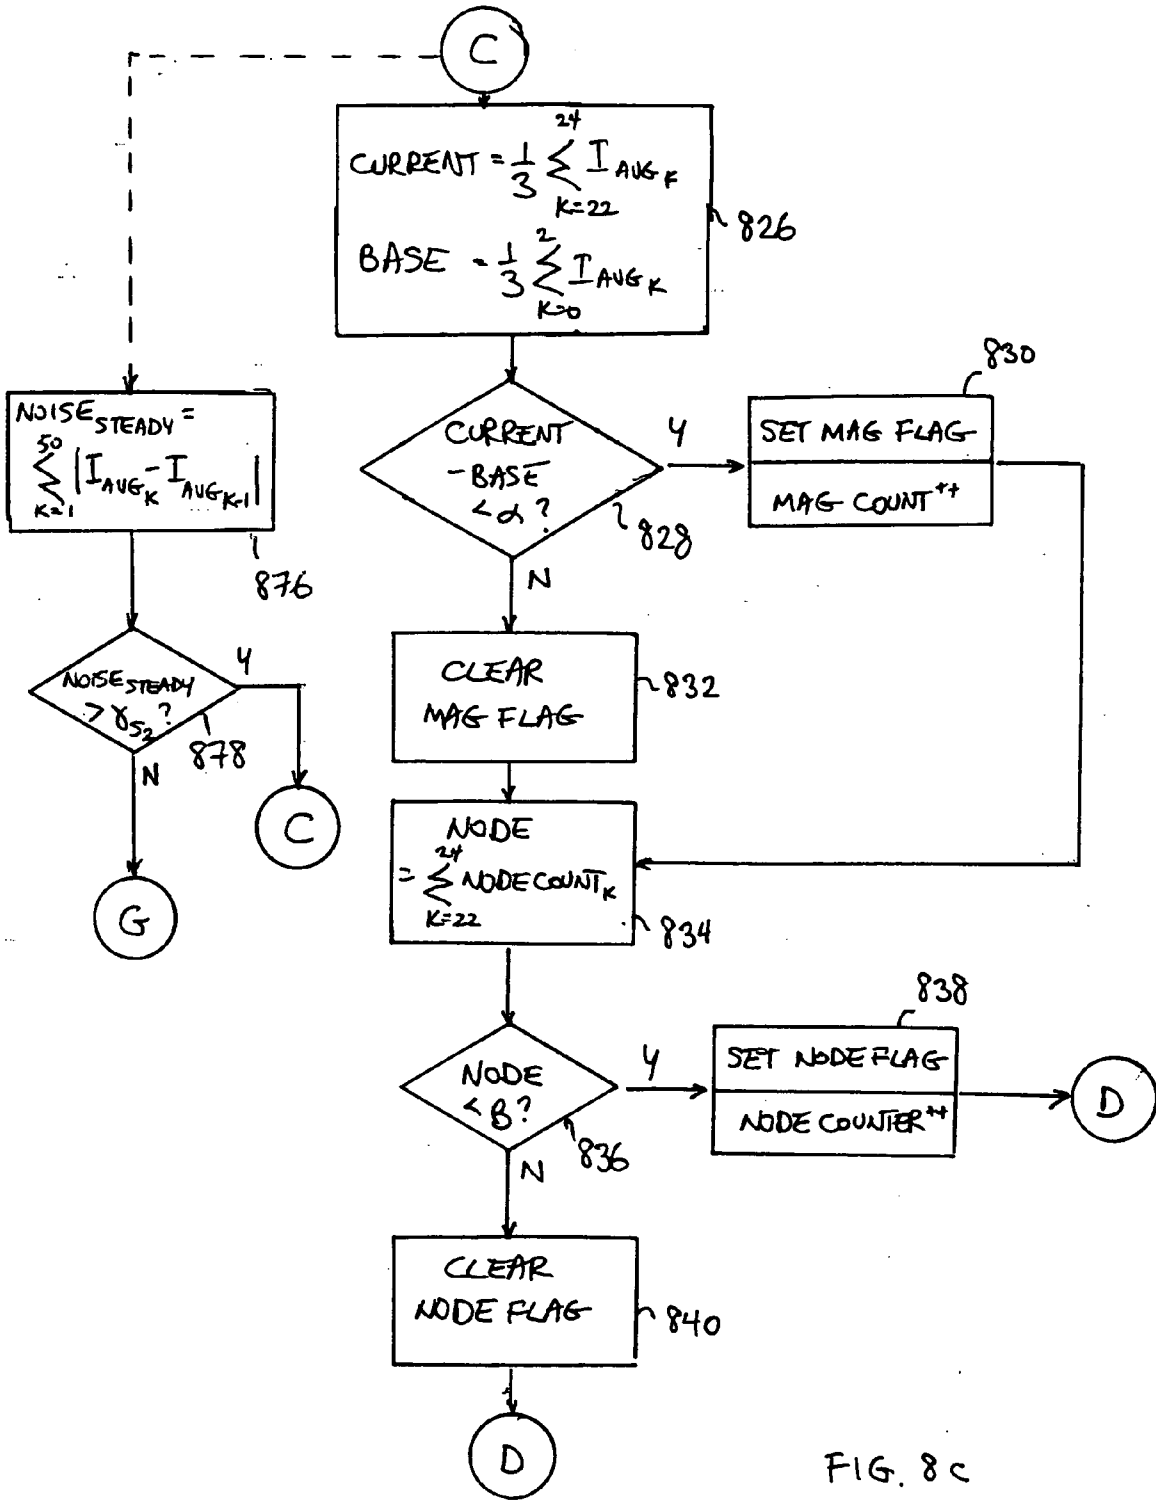 C
24
CURRENT = 1/3 Σ I AVG K
K=22
2
BASE = 1/3 Σ I AVG K
K=0
826
NOISE STEADY =
50
Σ |I AVG K - I AVG K-1|
K=1
876
CURRENT
-BASE
<α?
828
Y
N
830
SET MAG FLAG
MAG COUNT++
CLEAR
MAG FLAG
832
NOISE STEADY
> γ S2 ?
878
Y
N
C
G
NODE
24
= Σ NODE COUNT K
K=22
834
NODE
<B?
836
Y
N
838
SET NODE FLAG
NODE COUNTER++
D
CLEAR
NODE FLAG
840
D
FIG. 8C